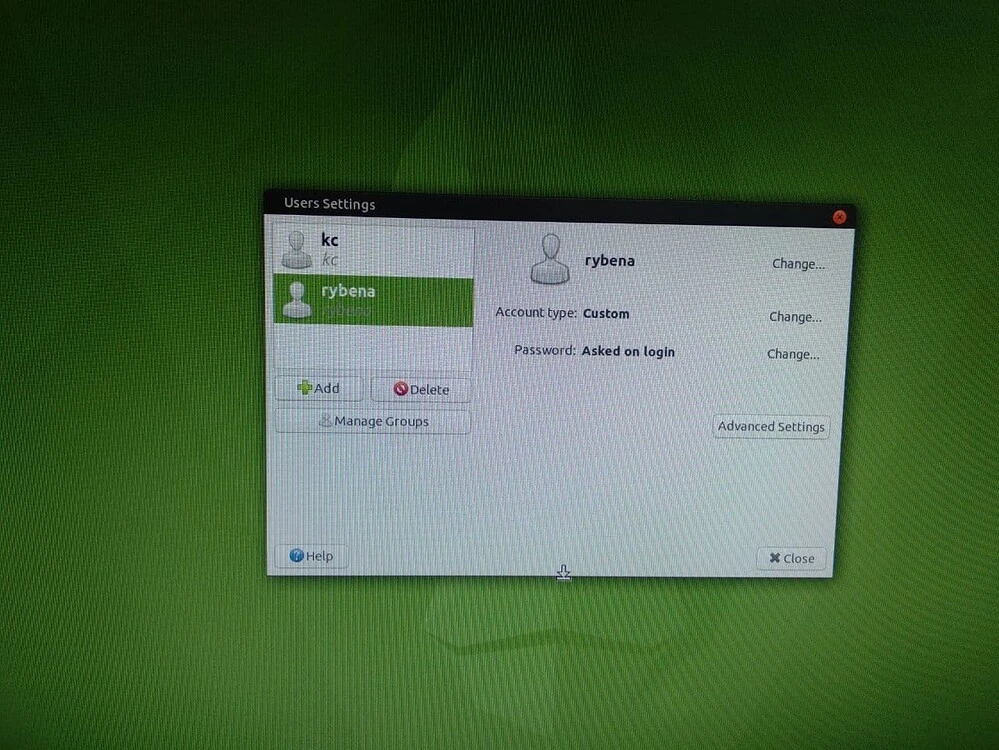 Users Settings
kc
kc
rybena
rybena
Add
Delete
Manage Groups
rybena
Change...
Account type: Custom
Change...
Password: Asked on login
Change...
Advanced Settings
Help
Close